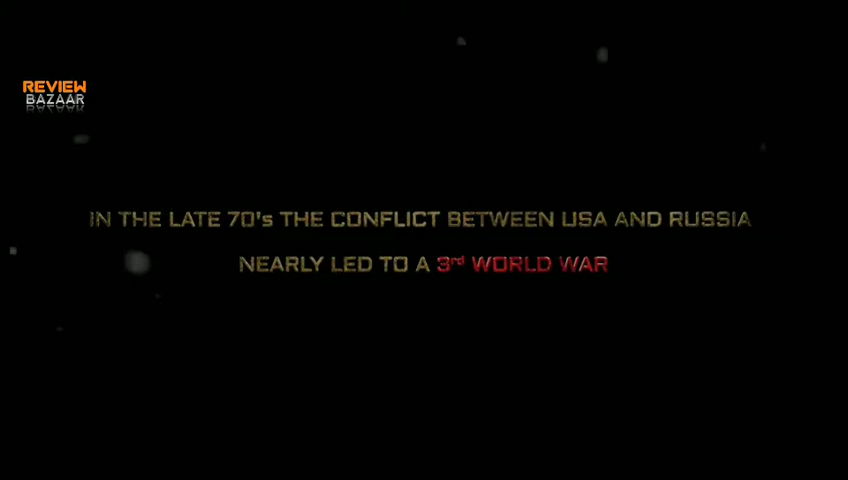 REVIEW
BAZAAR
IN THE LATE 70's THE CONFLICT BETWEEN USA AND RUSSIA
NEARLY LED TO A 3rd WORLD WAR